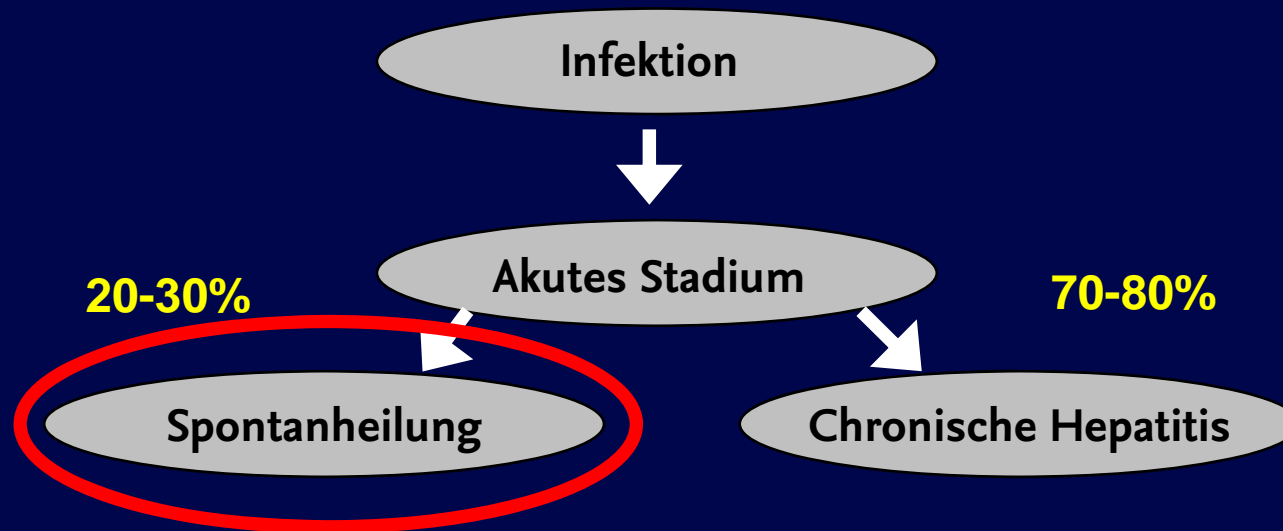 Infektion
Akutes Stadium
20-30%
70-80%
Spontanheilung
Chronische Hepatitis